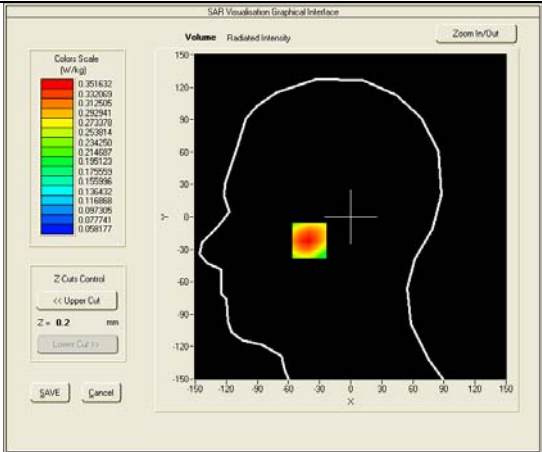 SAR Visualisation Graphical Interface
Volume Radiated Intensity
Zoom In/Out
Colors Scale
(W/kg)
0.351632
0.332069
0.312505
0.292941
0.273378
0.253814
0.234250
0.214687
0.195123
0.175559
0.155996
0.136432
0.116868
0.097305
0.077741
0.058177
Z-Cuts Control
<< Upper Cut
Z = 0.2 mm
Lower Cut >>
SAVE Cancel
150
120
90
60
30
0
-30
-60
-90
-120
-150
Y
-150 -120 -90 -60 -30 0 30 60 90 120 150
X